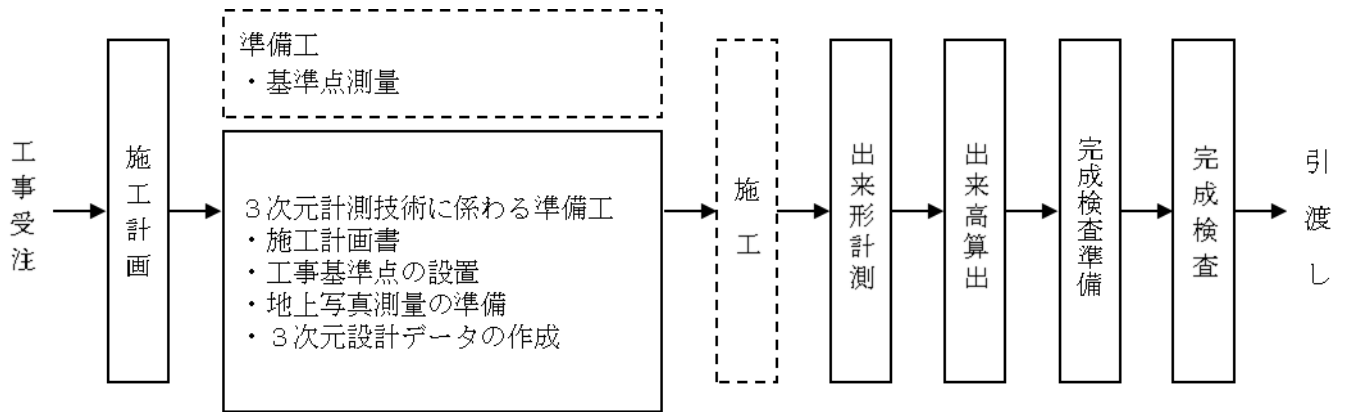 工事受注
施工計画
準備工
・基準点測量
３次元計測技術に係わる準備工
・施工計画書
・工事基準点の設置
・地上写真測量の準備
・３次元設計データの作成
施工
出来形計測
出来高算出
完成検査準備
完成検査
引渡し